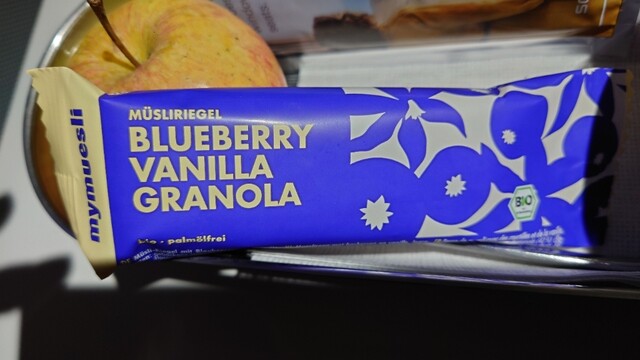 mymuesli
MÜSLIRIEGEL
BLUEBERRY
VANILLA
GRANOLA
bio · palmölfrei
BIO